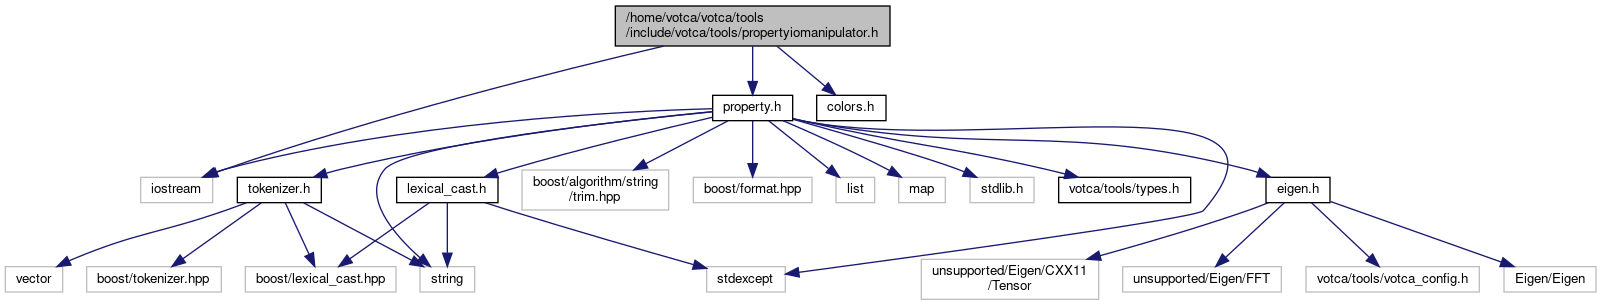 /home/votca/votca/tools
/include/votca/tools/propertyiomanipulator.h
property.h
colors.h
iostream
tokenizer.h
lexical_cast.h
boost/algorithm/string
/trim.hpp
boost/format.hpp
list
map
stdlib.h
votca/tools/types.h
eigen.h
vector
boost/tokenizer.hpp
boost/lexical_cast.hpp
string
stdexcept
unsupported/Eigen/CXX11
/Tensor
unsupported/Eigen/FFT
votca/tools/votca_config.h
Eigen/Eigen